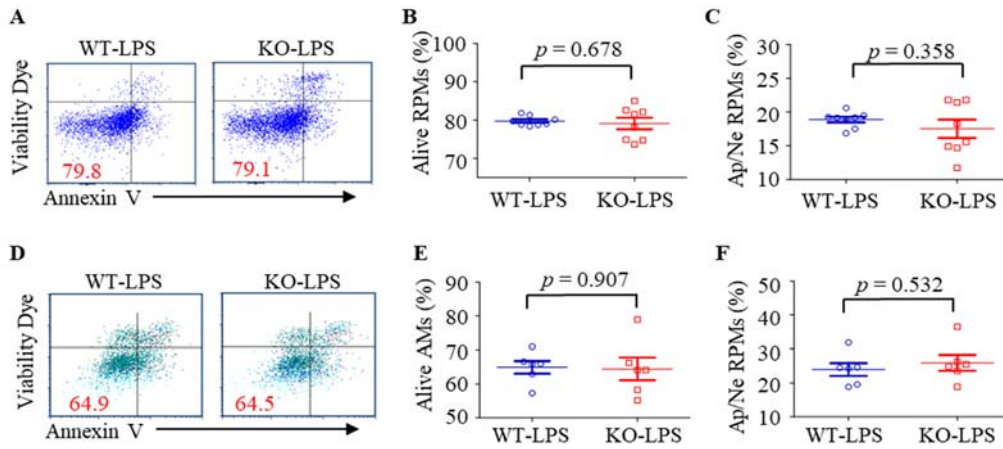 A
WT-LPS
KO-LPS
Viability Dye
79.8
79.1
Annexin V
B
Alive RPMs (%)
100
90
80
70
p = 0.678
WT-LPS
KO-LPS
C
Ap/Ne RPMs (%)
30
25
20
15
10
p = 0.358
WT-LPS
KO-LPS
D
WT-LPS
KO-LPS
Viability Dye
64.9
64.5
Annexin V
E
Alive AMs (%)
90
80
70
60
50
p = 0.907
WT-LPS
KO-LPS
F
Ap/Ne RPMs (%)
50
40
30
20
10
p = 0.532
WT-LPS
KO-LPS